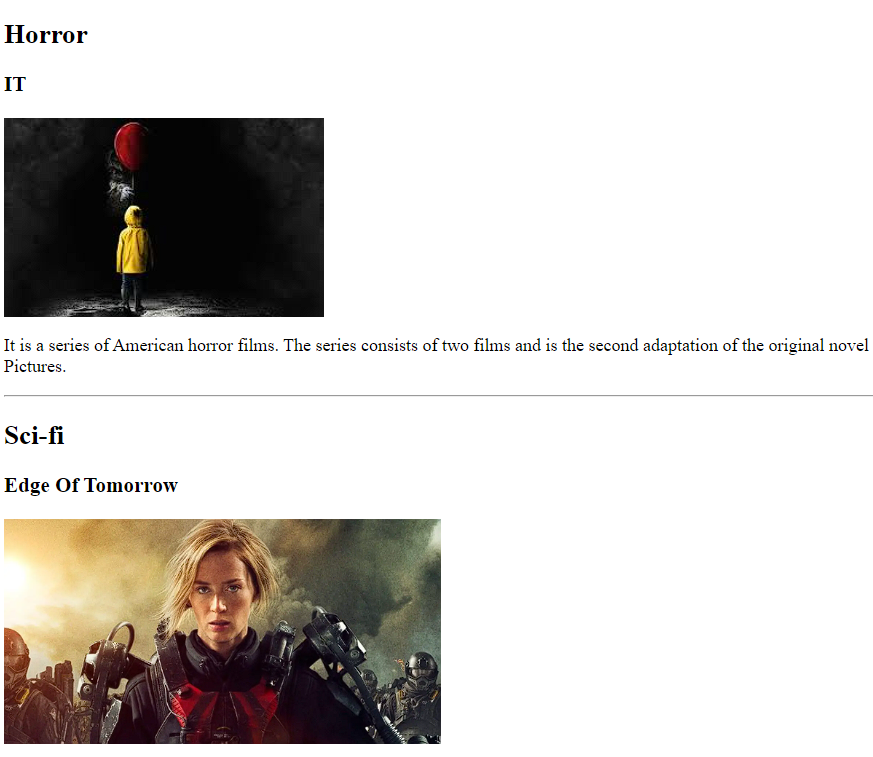 Horror
IT
It is a series of American horror films. The series consists of two films and is the second adaptation of the original novel
Pictures.
Sci-fi
Edge Of Tomorrow